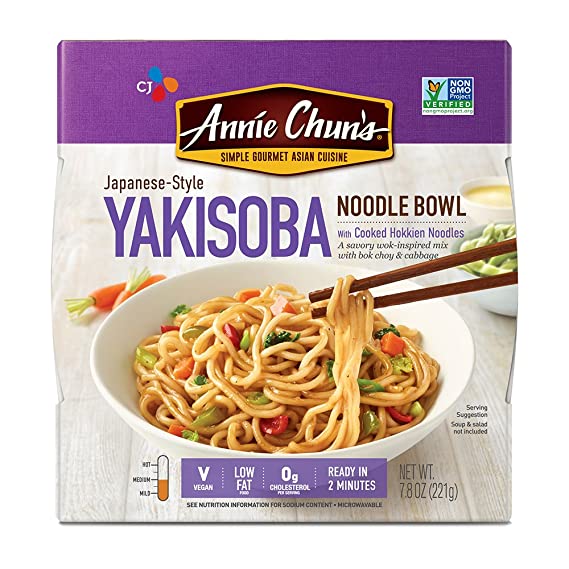 CJ
NON
GMO
Project
VERIFIED
nongmoproject.org
Annie Chun's®
SIMPLE GOURMET ASIAN CUISINE
Japanese-Style
YAKISOBA
NOODLE BOWL
With Cooked Hokkien Noodles
A savory wok-inspired mix
with bok choy & cabbage
Serving
Suggestion
Soup & salad
not included
HOT
MEDIUM
MILD
V
VEGAN
LOW
FAT
FOOD
0g
CHOLESTEROL
PER SERVING
READY IN
2 MINUTES
NET WT.
7.8 OZ (221g)
SEE NUTRITION INFORMATION FOR SODIUM CONTENT • MICROWAVABLE